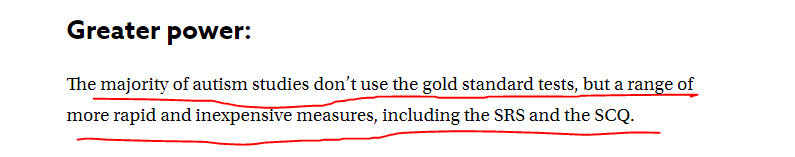 Greater power:
The majority of autism studies don’t use the gold standard tests, but a range of
more rapid and inexpensive measures, including the SRS and the SCQ.